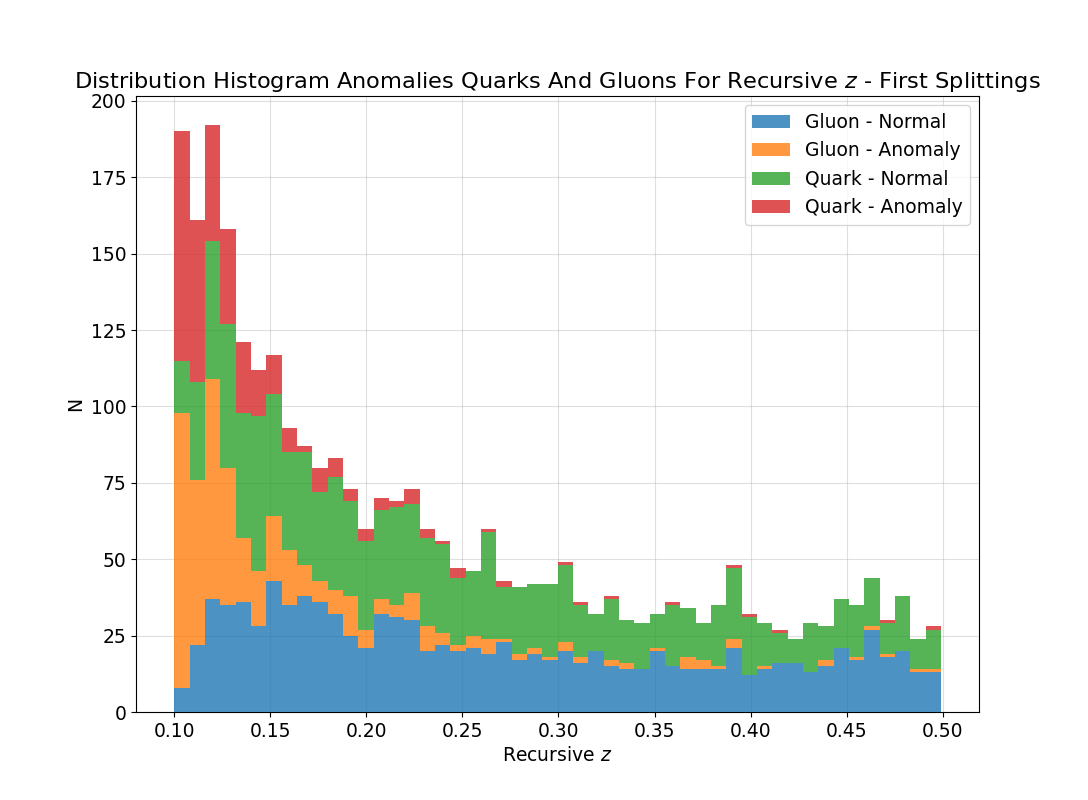 Distribution Histogram Anomalies Quarks And Gluons For Recursive z - First Splittings
Gluon - Normal
Gluon - Anomaly
Quark - Normal
Quark - Anomaly
N
200
175
150
125
100
75
50
25
0
0.10 0.15 0.20 0.25 0.30 0.35 0.40 0.45 0.50
Recursive z